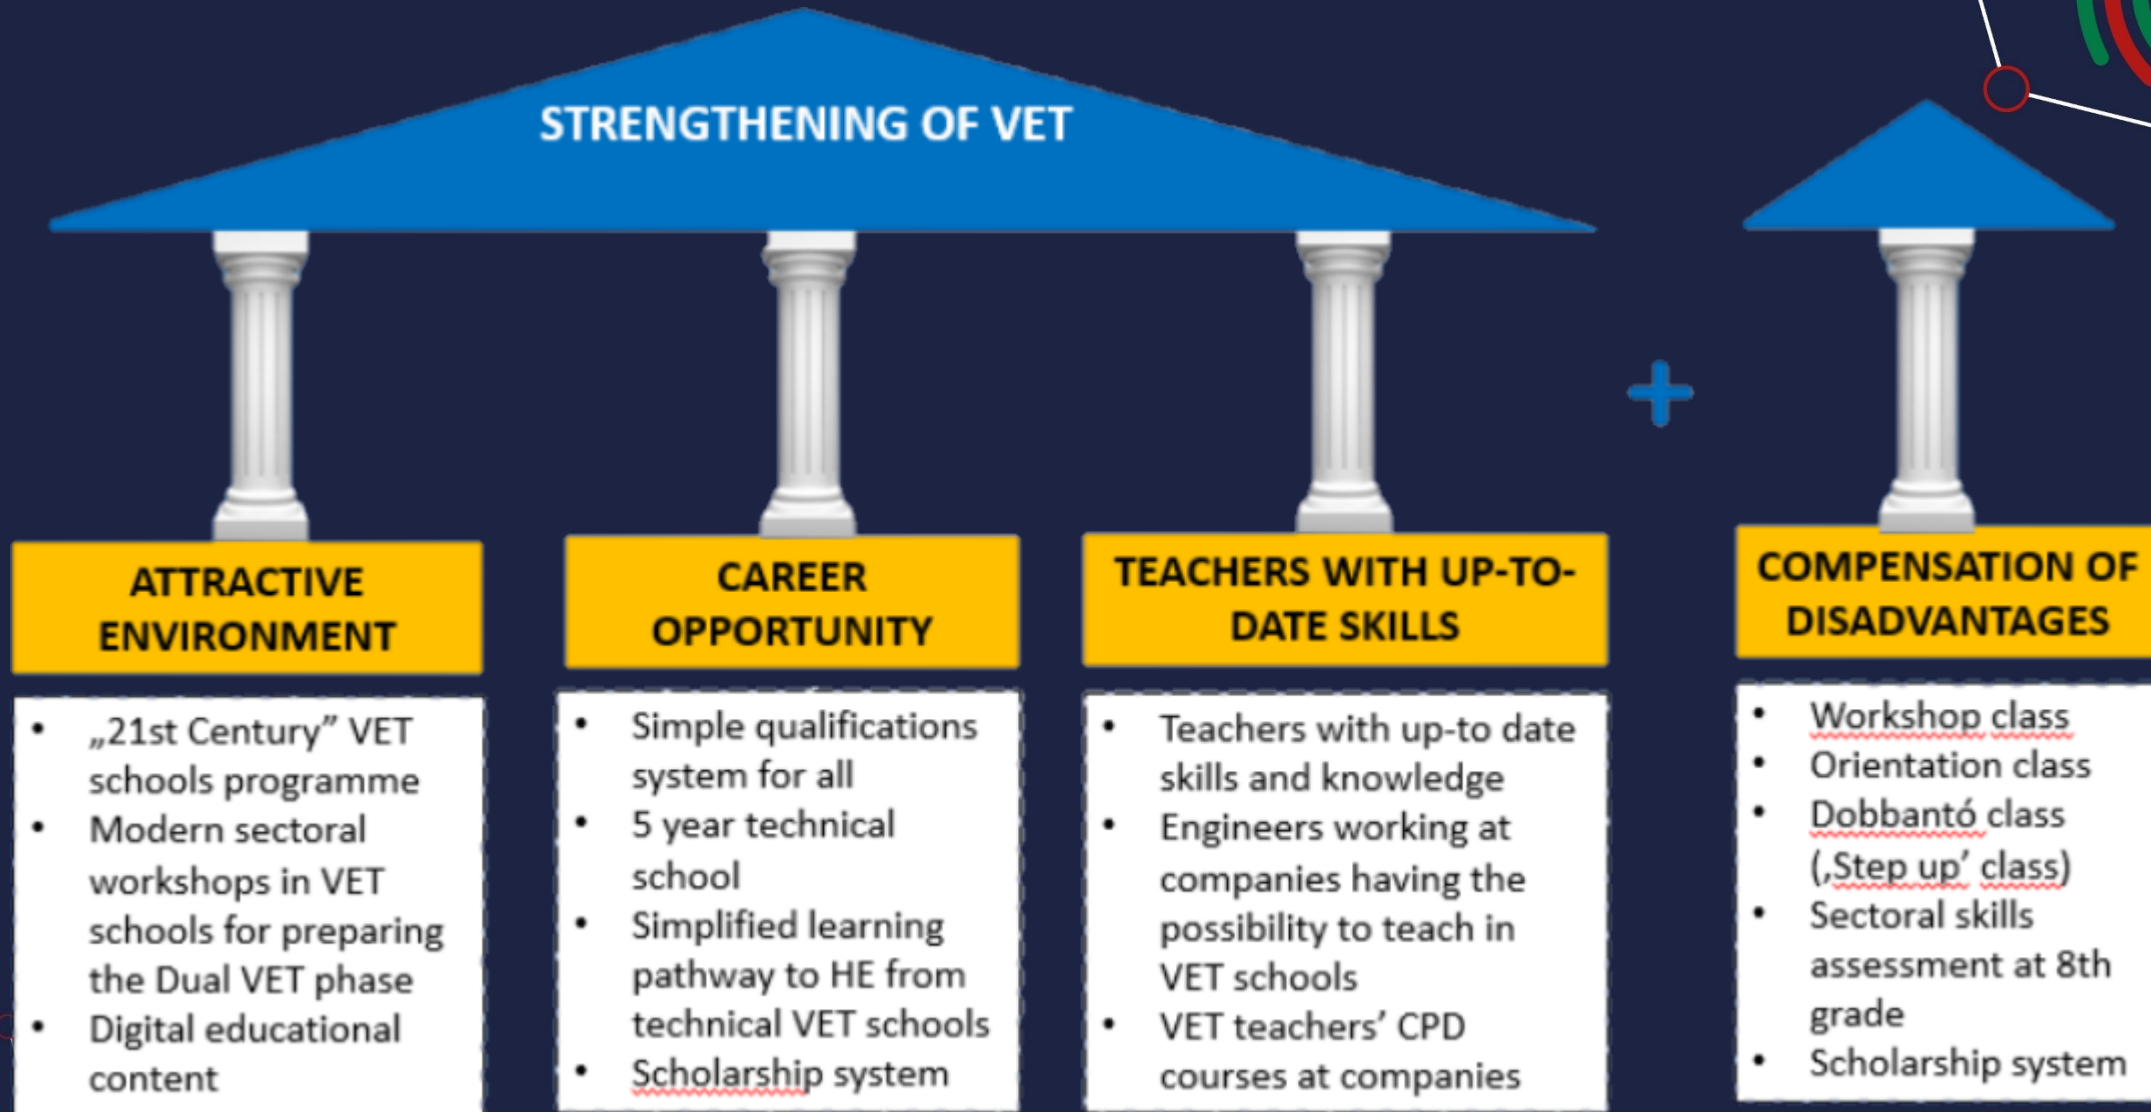 STRENGTHENING OF VET
ATTRACTIVE
ENVIRONMENT
• „21st Century” VET
schools programme
• Modern sectoral
workshops in VET
schools for preparing
the Dual VET phase
• Digital educational
content
CAREER
OPPORTUNITY
• Simple qualifications
system for all
• 5 year technical
school
• Simplified learning
pathway to HE from
technical VET schools
• Scholarship system
TEACHERS WITH UP-TO-
DATE SKILLS
• Teachers with up-to date
skills and knowledge
• Engineers working at
companies having the
possibility to teach in
VET schools
• VET teachers’ CPD
courses at companies
+
COMPENSATION OF
DISADVANTAGES
• Workshop class
• Orientation class
• Dobbantó class
(‚Step up’ class)
• Sectoral skills
assessment at 8th
grade
• Scholarship system